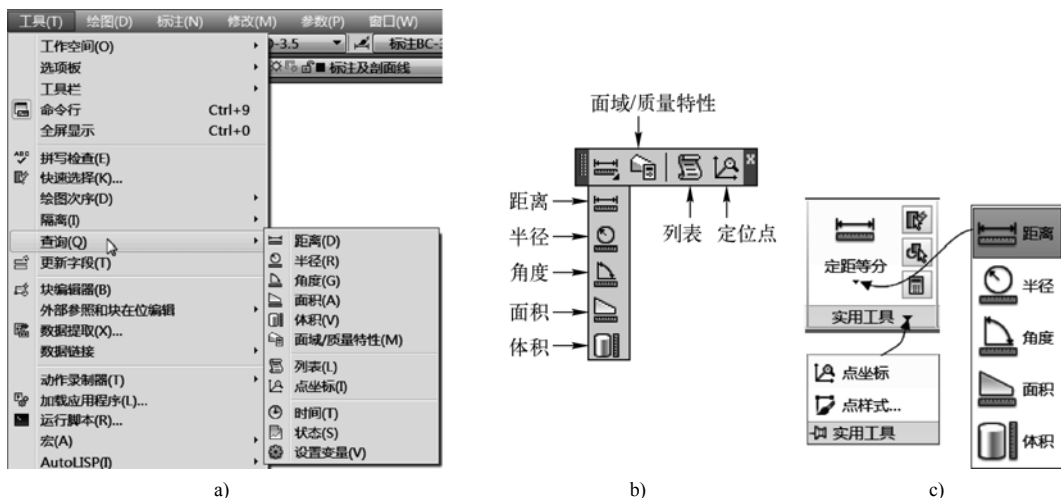 工具(T) 绘图(D) 标注(N) 修改(M) 参数(P) 窗口(W)
工作空间(O)
-3.5 标注BC-
选项板
标注及剖面线
工具栏
命令行 Ctrl+9
全屏显示 Ctrl+0
ABC 拼写检查(E)
快速选择(K)...
绘图次序(D)
隔离(I)
查询(Q)
更新字段(T)
块编辑器(B)
外部参照和块在位编辑
数据提取(X)...
数据链接
动作录制器(T)
加载应用程序(L)...
运行脚本(R)...
宏(A)
AutoLISP(I)
距离(D)
半径(R)
角度(G)
面积(A)
体积(V)
面域/质量特性(M)
列表(L)
点坐标(I)
时间(T)
状态(S)
设置变量(V)
a)
面域/质量特性
距离
半径
角度
面积
体积
列表 定位点
b)
定距等分
实用工具
点坐标
点样式...
实用工具
距离
半径
角度
面积
体积
c)